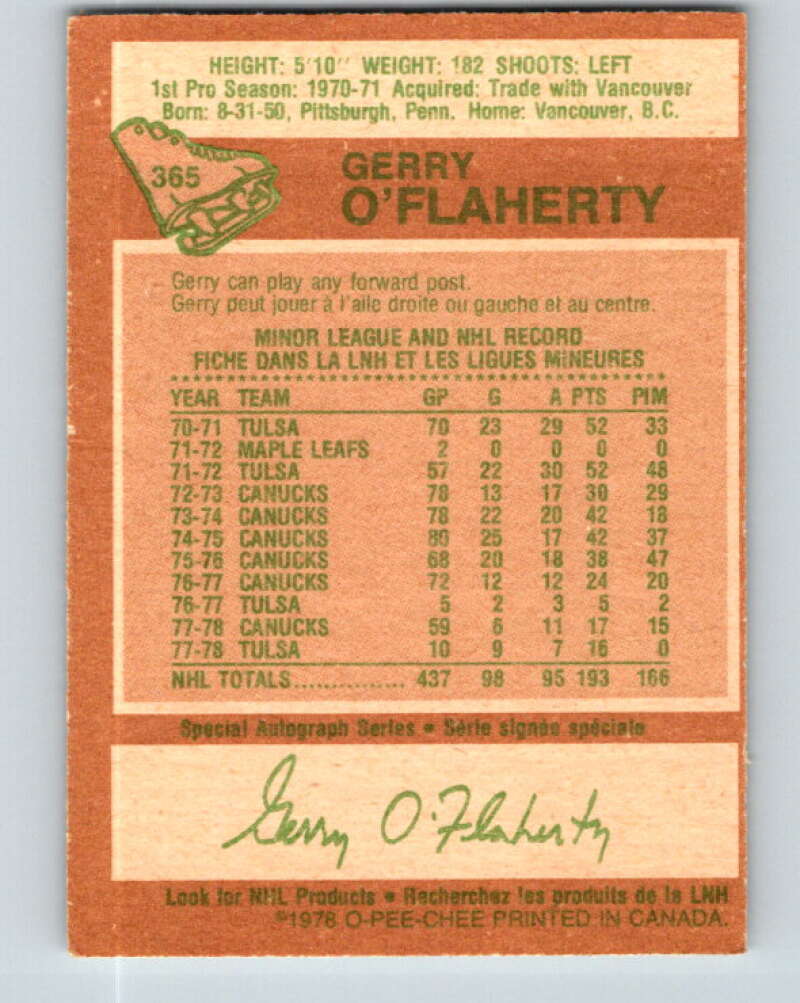 HEIGHT: 5'10" WEIGHT: 182 SHOOTS: LEFT
1st Pro Season: 1970-71 Acquired: Trade with Vancouver
Born: 8-31-50, Pittsburgh, Penn. Home: Vancouver, B.C.
365
GERRY
O'FLAHERTY
Gerry can play any forward post.
Gerry peut jouer à l'aile droite ou gauche et au centre.
MINOR LEAGUE AND NHL RECORD
FICHE DANS LA LNH ET LES LIGUES MINEURES
YEAR TEAM GP G A PTS PIM
70-71 TULSA 70 23 29 52 33
71-72 MAPLE LEAFS 2 0 0 0 0
71-72 TULSA 57 22 30 52 48
72-73 CANUCKS 78 13 17 30 29
73-74 CANUCKS 78 22 20 42 18
74-75 CANUCKS 80 25 17 42 37
75-76 CANUCKS 68 20 18 38 47
76-77 CANUCKS 72 12 12 24 20
76-77 TULSA 5 2 3 5 2
77-78 CANUCKS 59 6 11 17 15
77-78 TULSA 10 9 7 16 0
NHL TOTALS............... 437 98 95 193 166
Special Autograph Series • Série signée spéciale
Gerry O'Flaherty
Look for NHL Products • Recherchez les produits de la LNH
©1978 O-PEE-CHEE PRINTED IN CANADA.